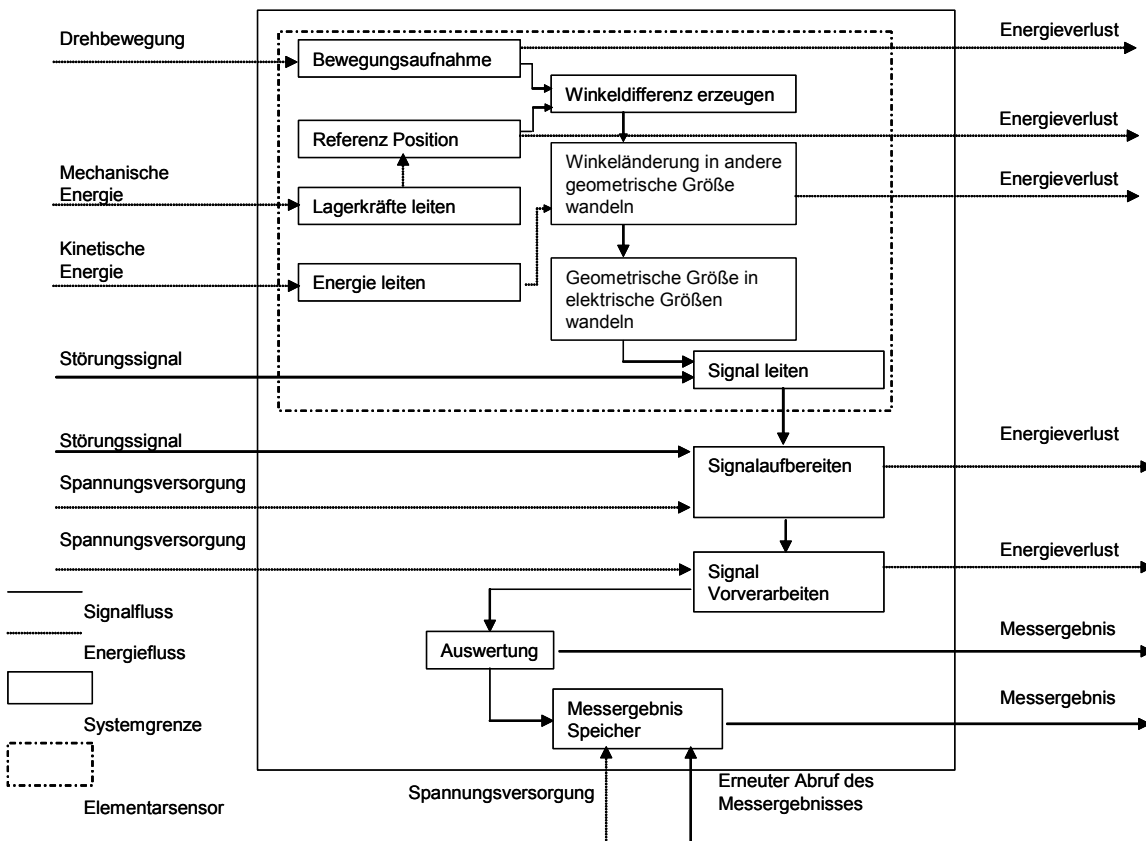 Drehbewegung
Bewegungsaufnahme
Energieverlust
Winkeldifferenz erzeugen
Referenz Position
Energieverlust
Mechanische
Energie
Lagerkräfte leiten
Winkeländerung in andere
geometrische Größe
wandeln
Energieverlust
Kinetische
Energie
Energie leiten
Geometrische Größe in
elektrische Größen
wandeln
Störungssignal
Signal leiten
Störungssignal
Signalaufbereiten
Energieverlust
Spannungsversorgung
Spannungsversorgung
Signal
Vorverarbeiten
Energieverlust
Signalfluss
Energiefluss
Systemgrenze
Elementarsensor
Auswertung
Messergebnis
Messergebnis
Speicher
Messergebnis
Spannungsversorgung
Erneuter Abruf des
Messergebnisses